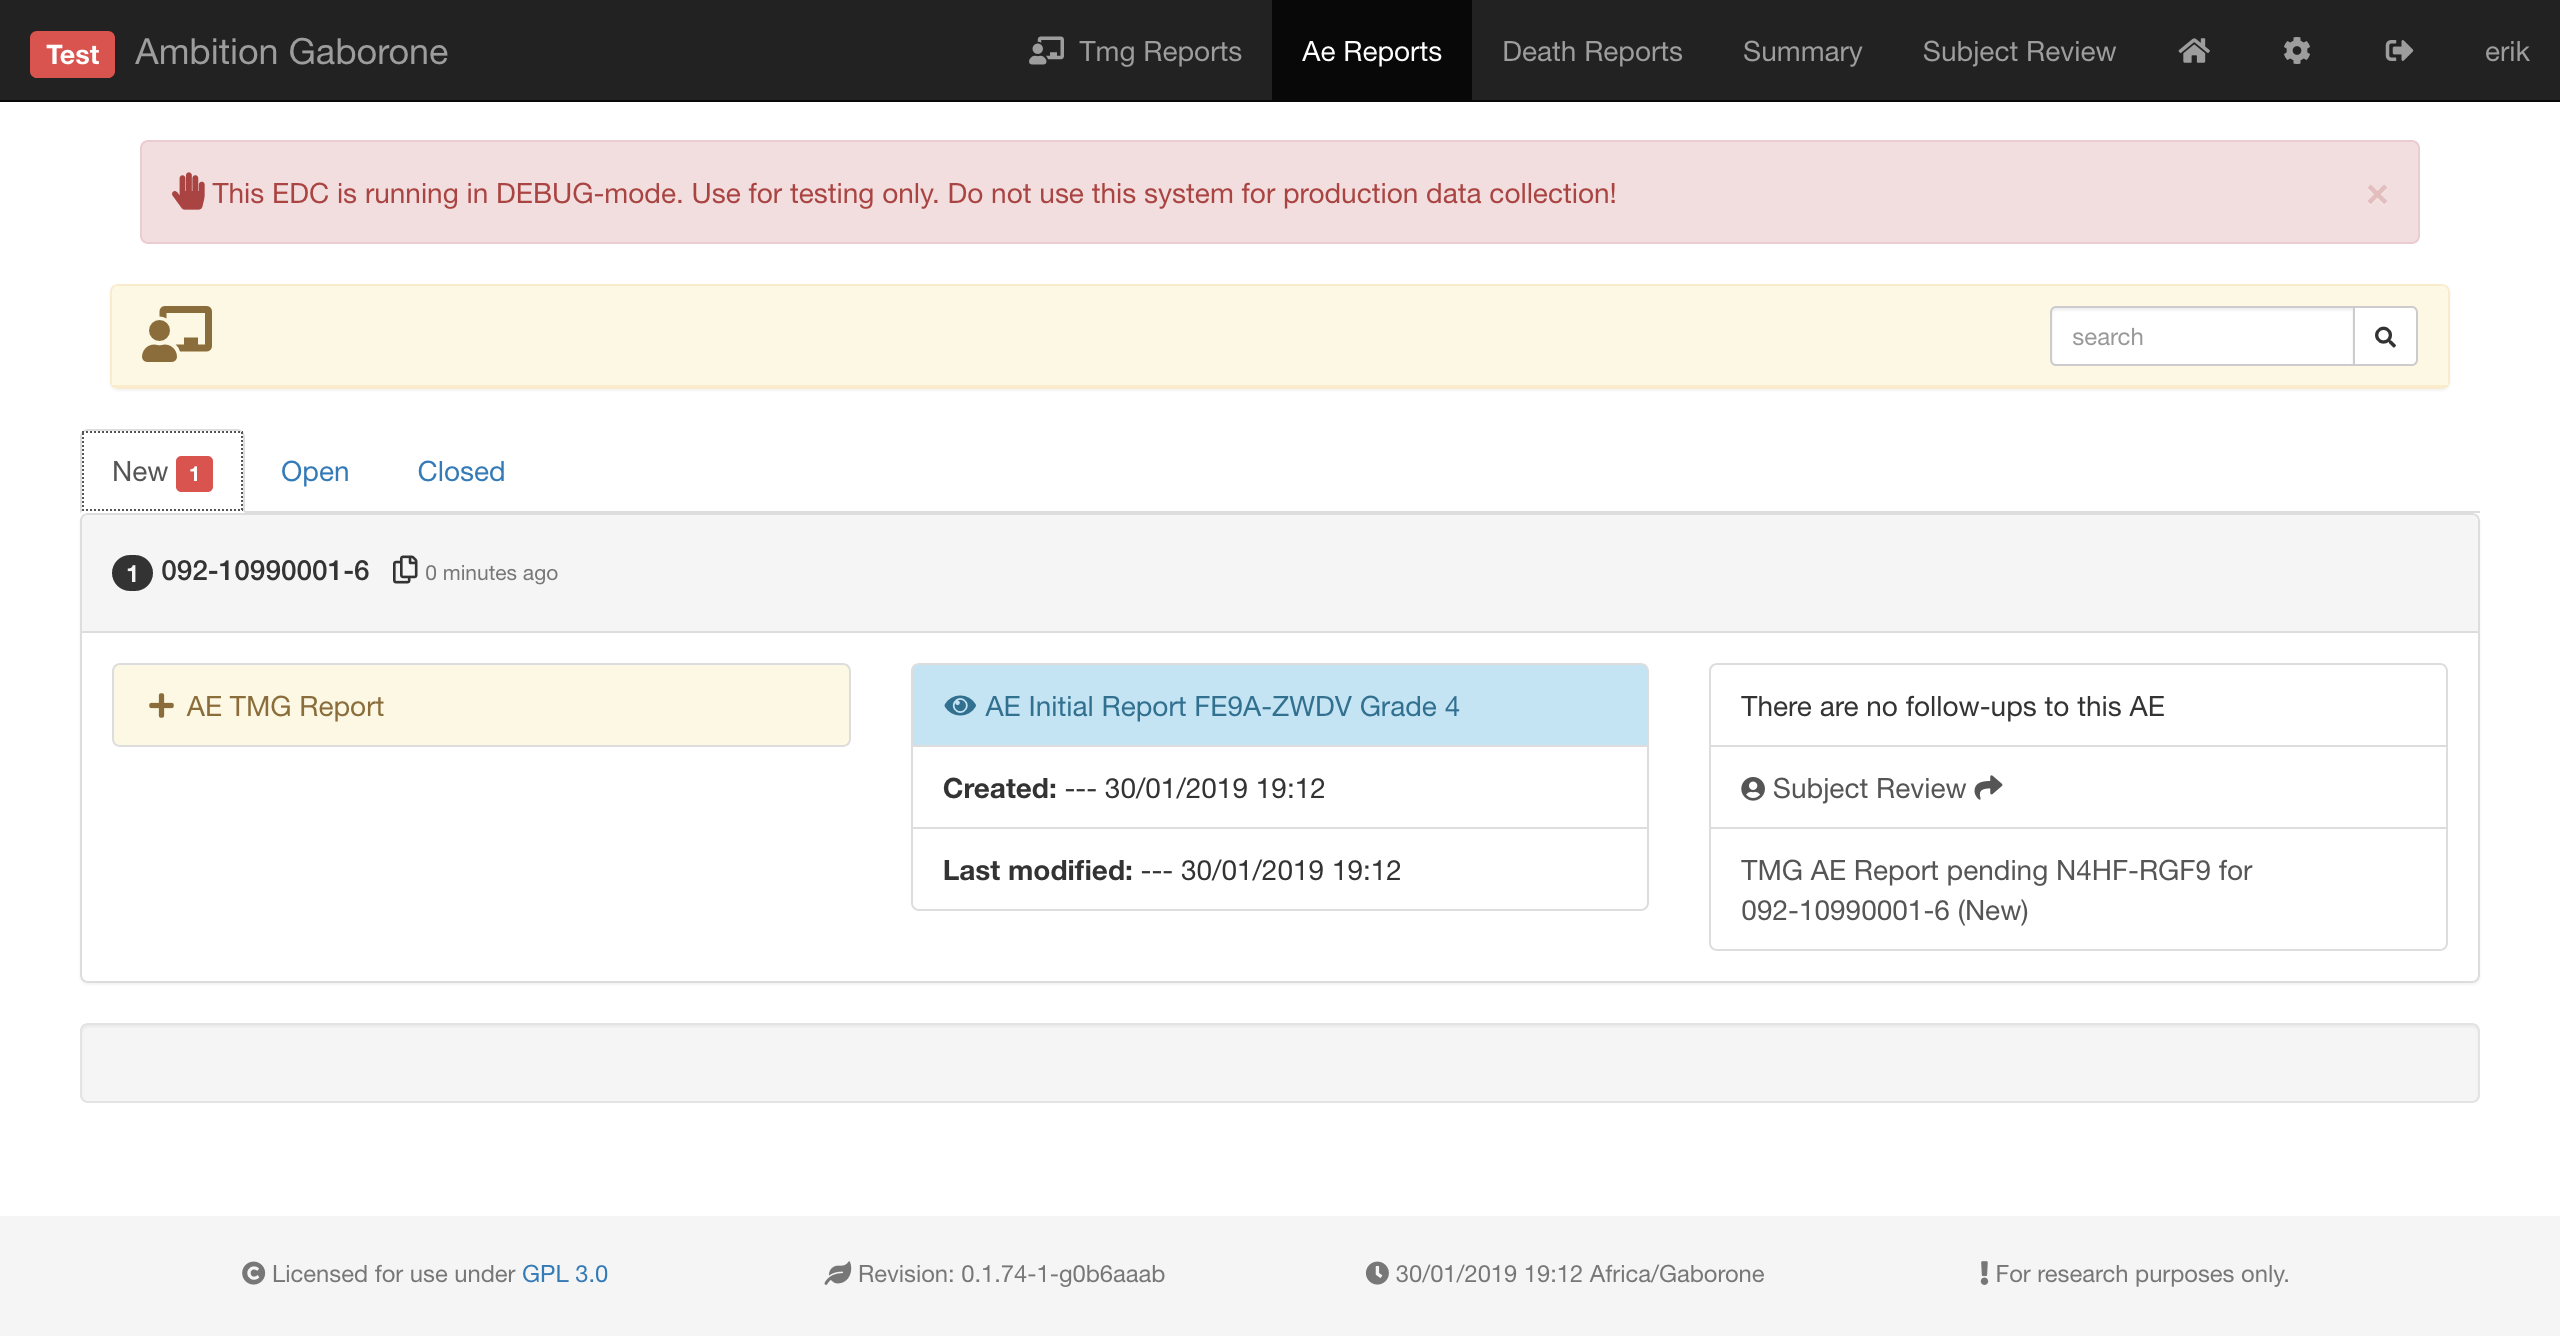 Test Ambition Gaborone Tmg Reports Ae Reports Death Reports Summary Subject Review erik
This EDC is running in DEBUG-mode. Use for testing only. Do not use this system for production data collection! ×
search
New 1 Open Closed
1 092-10990001-6 0 minutes ago
AE TMG Report
AE Initial Report FE9A-ZWDV Grade 4
Created: --- 30/01/2019 19:12
Last modified: --- 30/01/2019 19:12
There are no follow-ups to this AE
Subject Review
TMG AE Report pending N4HF-RGF9 for
092-10990001-6 (New)
Licensed for use under GPL 3.0 Revision: 0.1.74-1-g0b6aaab 30/01/2019 19:12 Africa/Gaborone For research purposes only.